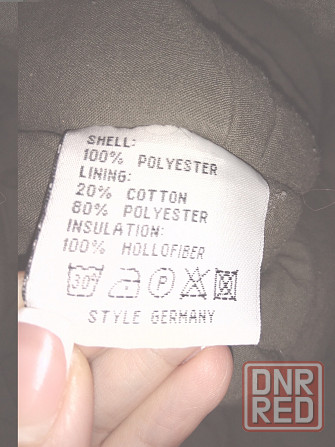 SHELL:
100% POLYESTER
LINING:
20% COTTON
80% POLYESTER
INSULATION:
100% HOLLOFIBER
30° P
STYLE GERMANY
DNR
RED